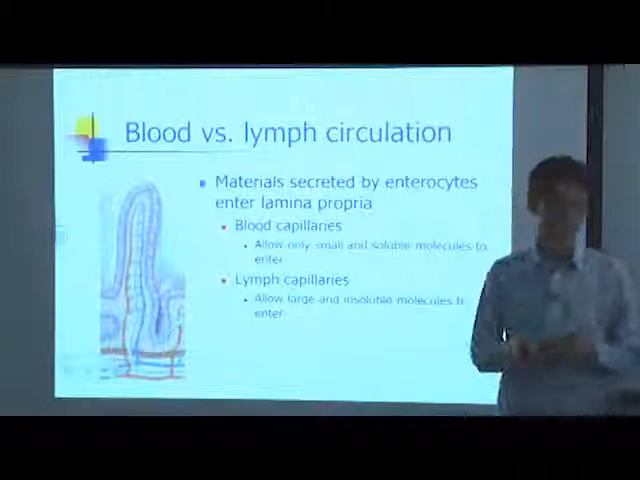 Blood vs. lymph circulation
Materials secreted by enterocytes
enter lamina propria
Blood capillaries
Allow only small and soluble molecules to
enter
Lymph capillaries
Allow large and insoluble molecules to
enter